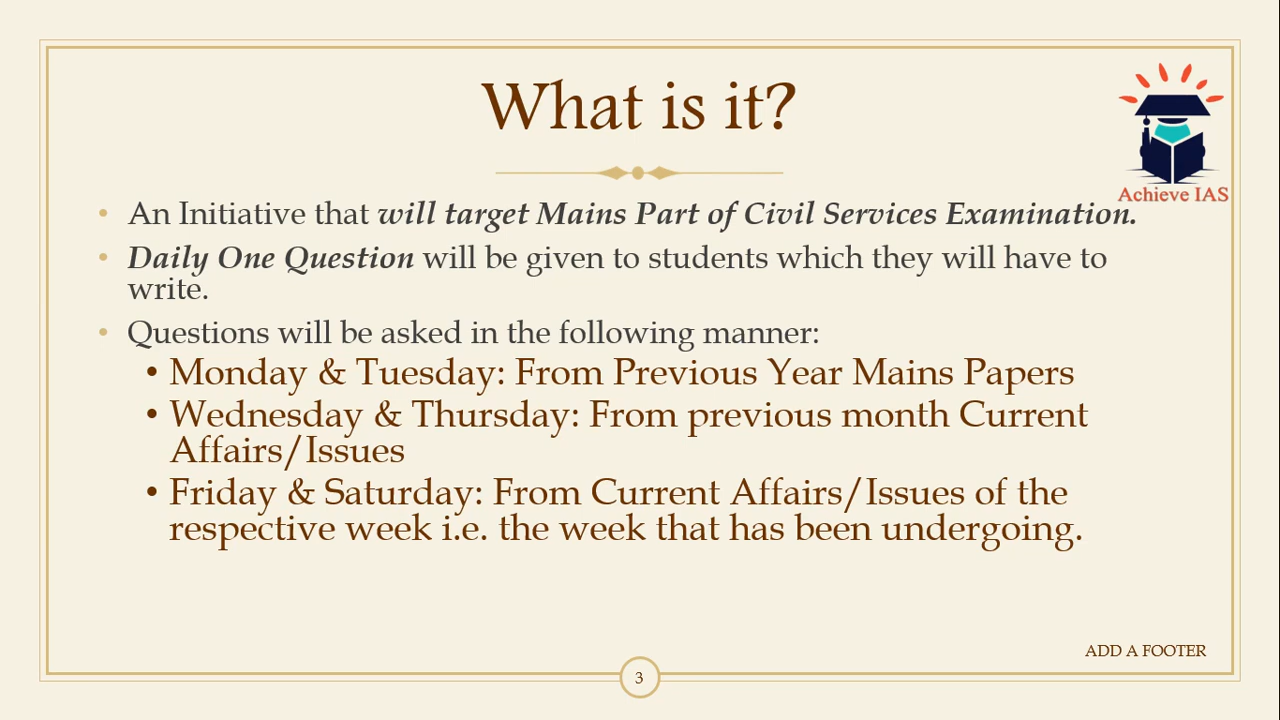 What is it?
Achieve IAS
• An Initiative that will target Mains Part of Civil Services Examination.
• Daily One Question will be given to students which they will have to
write.
• Questions will be asked in the following manner:
• Monday & Tuesday: From Previous Year Mains Papers
• Wednesday & Thursday: From previous month Current
Affairs/Issues
• Friday & Saturday: From Current Affairs/Issues of the
respective week i.e. the week that has been undergoing.
ADD A FOOTER
3